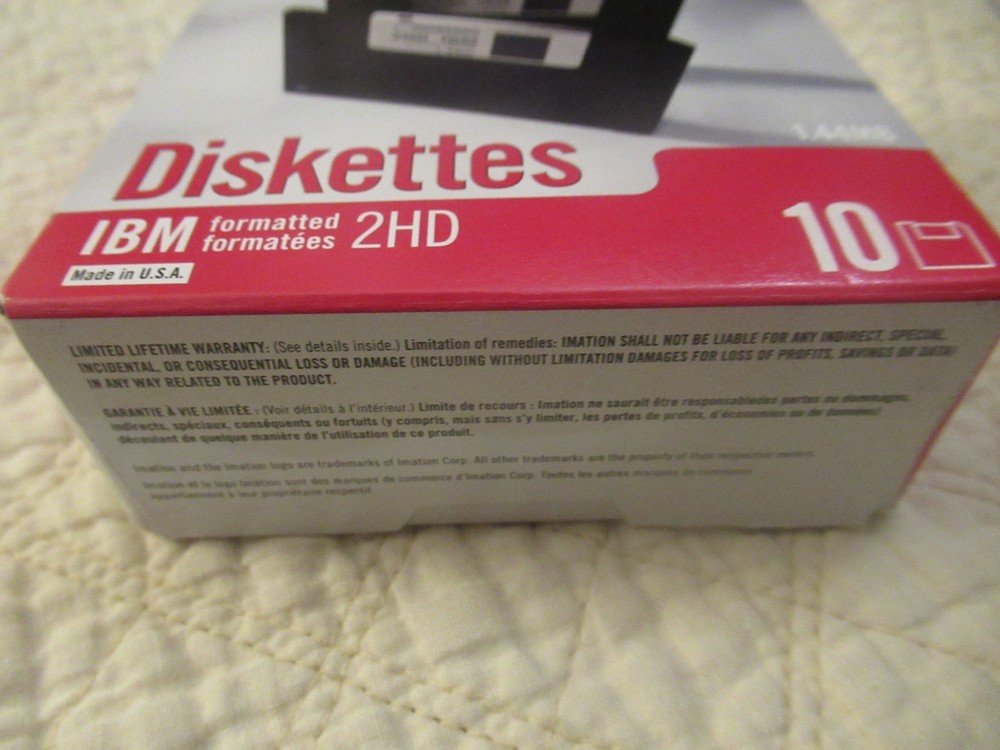 1.44MB
Diskettes
IBM formatted formatées 2HD
10
Made in U.S.A.
LIMITED LIFETIME WARRANTY: (See details inside.) Limitation of remedies: IMATION SHALL NOT BE LIABLE FOR ANY INDIRECT, SPECIAL,
INCIDENTAL, OR CONSEQUENTIAL LOSS OR DAMAGE (INCLUDING WITHOUT LIMITATION DAMAGES FOR LOSS OF PROFITS, SAVINGS OR DATA)
IN ANY WAY RELATED TO THE PRODUCT.
GARANTIE À VIE LIMITÉE : (Voir détails à l'intérieur.) Limite de recours : Imation ne saurait être responsabledes pertes ou dommages,
indirects, spéciaux, conséquents ou fortuits (y compris, mais sans s'y limiter, les pertes de profits, d'économies ou de données)
découlant de quelque manière de l'utilisation de ce produit.
Imation and the Imation logo are trademarks of Imation Corp. All other trademarks are the property of their respective owners.
Imation et le logo Imation sont des marques de commerce d'Imation Corp. Toutes les autres marques de commerce
appartiennent à leur propriétaire respectif.